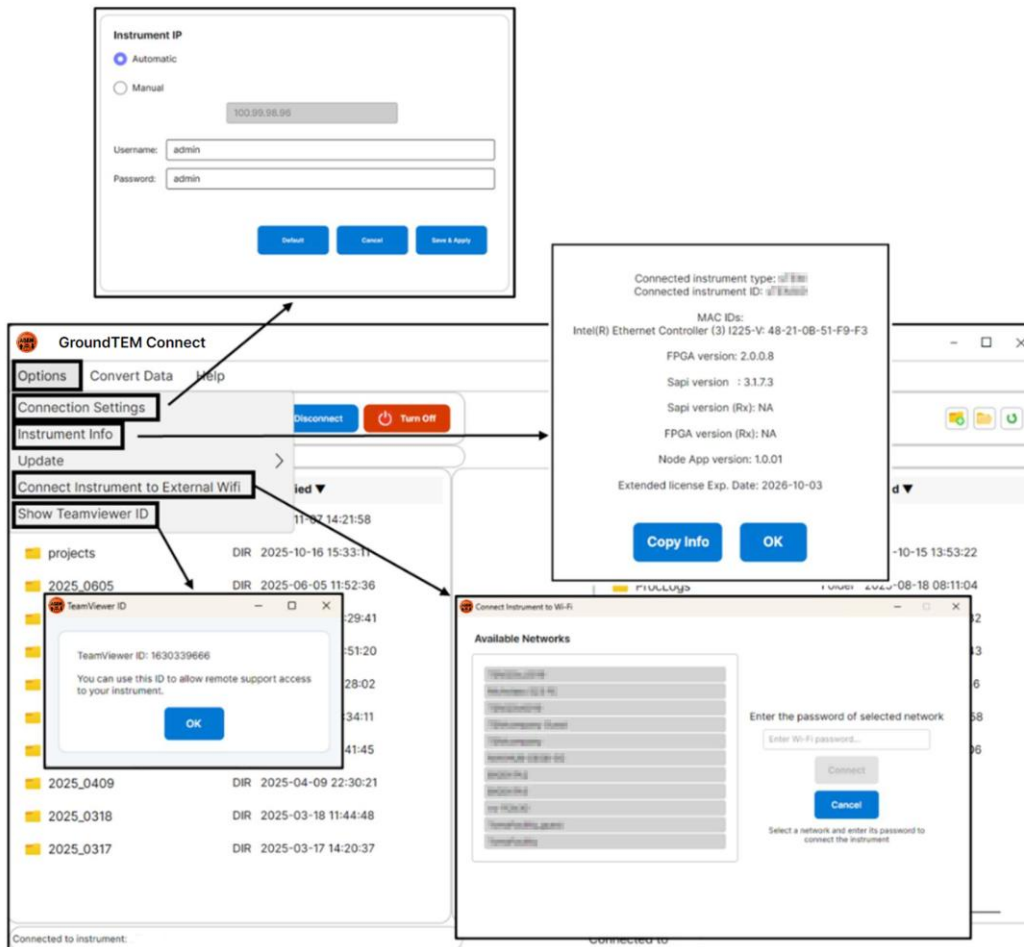 Instrument IP
Automatic
Manual
100.99.98.96
Username: admin
Password: admin
Default Cancel Save & Apply
Connected instrument type:
Connected instrument ID:
MAC IDs:
Intel(R) Ethernet Controller (3) I225-V: 48-21-0B-51-F9-F3
FPGA version: 2.0.0.8
Sapi version : 3.1.7.3
Sapi version (Rx): NA
FPGA version (Rx): NA
Node App version: 1.0.01
Extended license Exp. Date: 2026-10-03
Copy Info OK
GroundTEM Connect
Options Convert Data Help
Connection Settings
Instrument Info
Update
Connect Instrument to External Wifi
Show Teamviewer ID
Disconnect Turn Off
ied ▼
d ▼
11-07 14:21:58
projects DIR 2025-10-16 15:33:11
-10-15 13:53:22
2025_0605 DIR 2025-06-05 11:52:36
ProcLogs Folder 2025-08-18 08:11:04
:29:41
:51:20
28:02
:34:11
41:45
2025_0409 DIR 2025-04-09 22:30:21
2025_0318 DIR 2025-03-18 11:44:48
2025_0317 DIR 2025-03-17 14:20:37
TeamViewer ID
TeamViewer ID: 1630339666
You can use this ID to allow remote support access
to your instrument.
OK
Connect Instrument to Wi-Fi
Available Networks
Enter the password of selected network
Enter Wi-Fi password...
Connect
Cancel
Select a network and enter its password to
connect the instrument
Connected to instrument:
Connected to